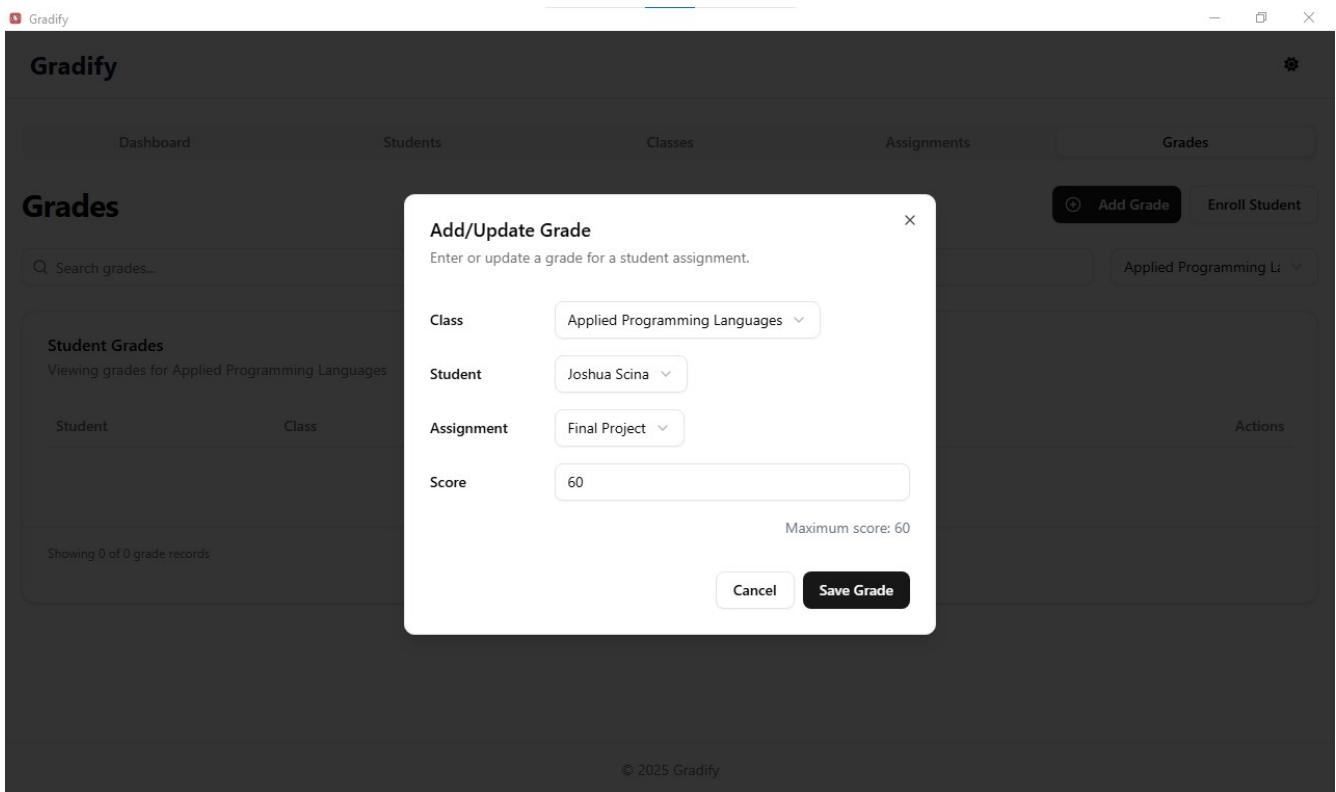 Gradify
Gradify
Dashboard Students Classes Assignments Grades
Grades
Add Grade Enroll Student
Search grades...
Applied Programming La
Student Grades
Viewing grades for Applied Programming Languages
Student Class Actions
Showing 0 of 0 grade records
Add/Update Grade
Enter or update a grade for a student assignment.
Class Applied Programming Languages
Student Joshua Scina
Assignment Final Project
Score 60
Maximum score: 60
Cancel Save Grade
© 2025 Gradify